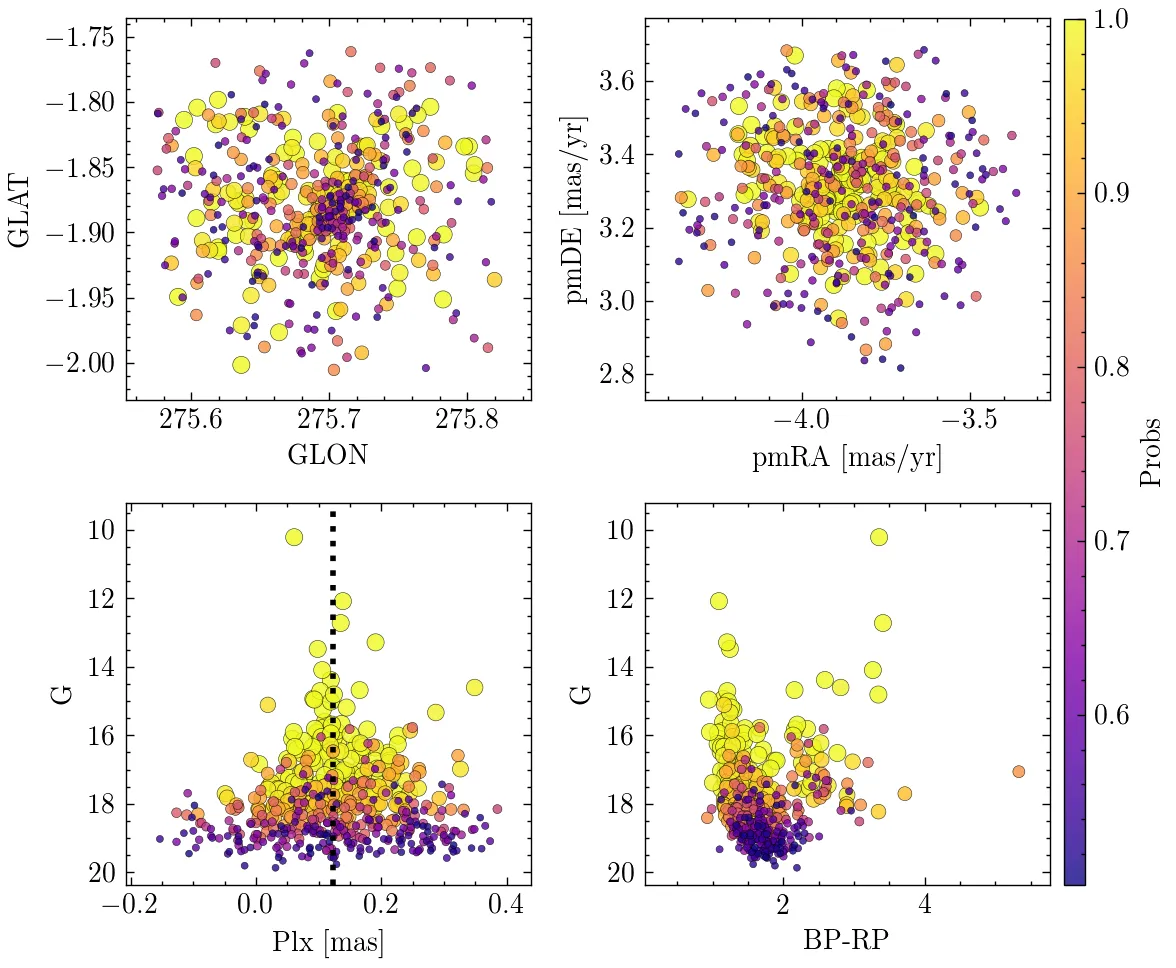 −1.75
−1.80
−1.85
−1.90
−1.95
−2.00
GLAT
275.6 275.7 275.8
GLON
3.6
3.4
3.2
3.0
2.8
pmDE [mas/yr]
−4.0 −3.5
pmRA [mas/yr]
1.0
0.9
0.8
0.7
0.6
Probs
10
12
14
16
18
20
G
−0.2 0.0 0.2 0.4
Plx [mas]
10
12
14
16
18
20
G
2 4
BP-RP